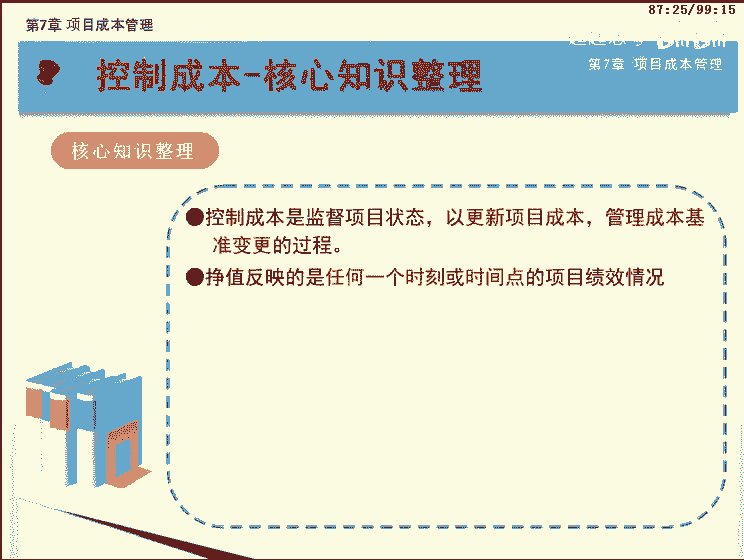 87:25/99:15
第7章 项目成本管理
控制成本-核心知识整理
第7章 项目成本管理
核心知识整理
●控制成本是监督项目状态，以更新项目成本，管理成本基
准变更的过程。
●挣值反映的是任何一个时刻或时间点的项目绩效情况